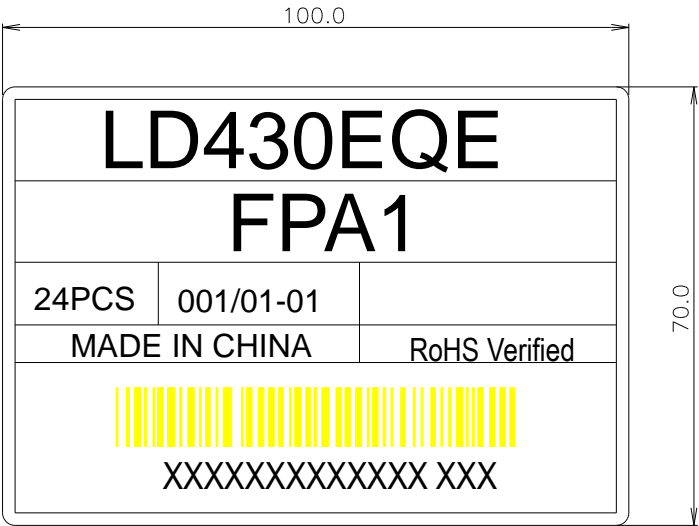 100.0
LD430EQE
FPA1
70.0
24PCS 001/01-01
MADE IN CHINA RoHS Verified
XXXXXXXXXXXXX XXX